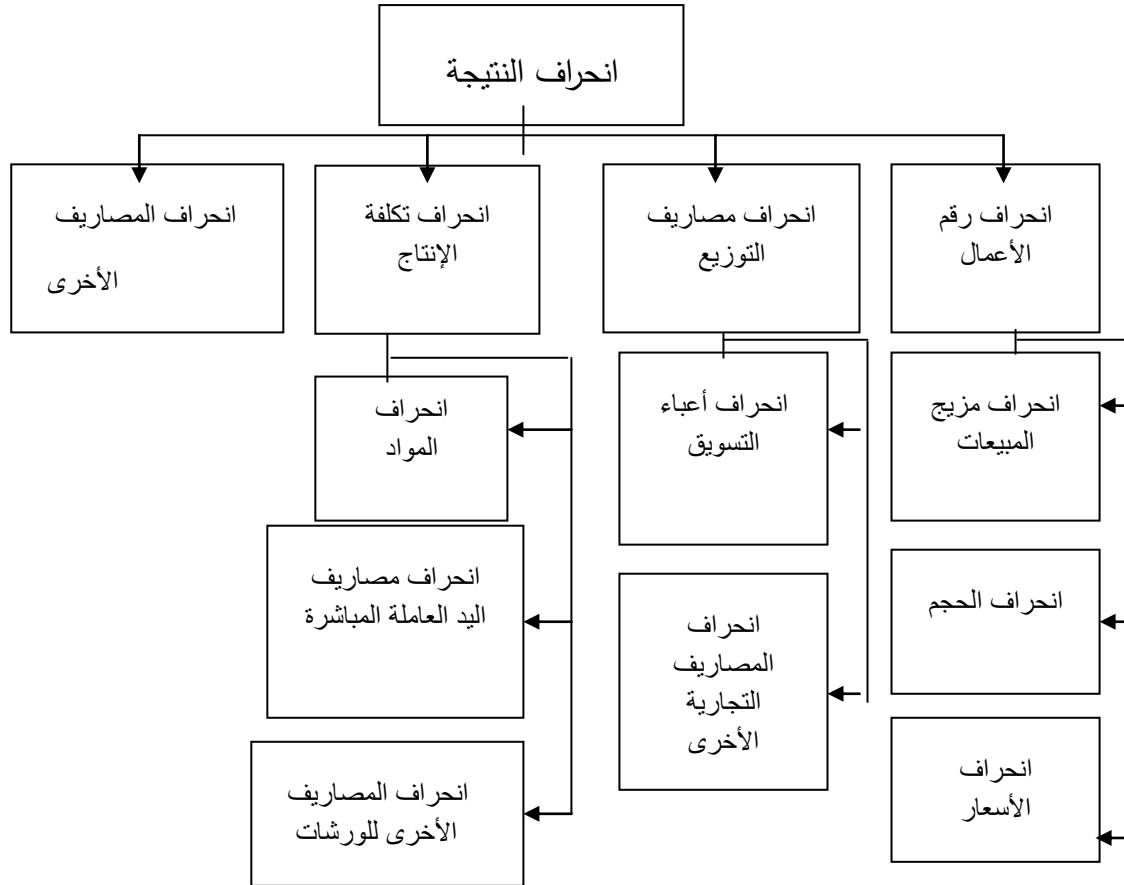 انحراف النتيجة
انحراف رقم
الأعمال
انحراف مصاريف
التوزيع
انحراف تكلفة
الإنتاج
انحراف المصاريف
الأخرى
انحراف مزيج
المبيعات
انحراف الحجم
انحراف
الأسعار
انحراف أعباء
التسويق
انحراف
المصاريف
التجارية
الأخرى
انحراف
المواد
انحراف مصاريف
اليد العاملة المباشرة
انحراف المصاريف
الأخرى للورشات